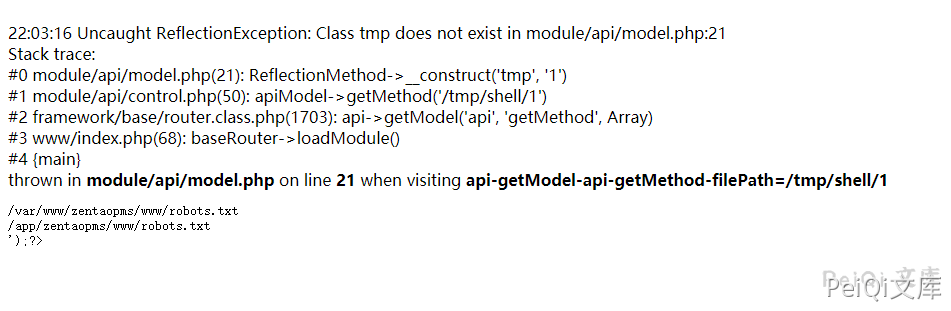 22:03:16 Uncaught ReflectionException: Class tmp does not exist in module/api/model.php:21
Stack trace:
#0 module/api/model.php(21): ReflectionMethod->__construct('tmp', '1')
#1 module/api/control.php(50): apiModel->getMethod('/tmp/shell/1')
#2 framework/base/router.class.php(1703): api->getModel('api', 'getMethod', Array)
#3 www/index.php(68): baseRouter->loadModule()
#4 {main}
thrown in module/api/model.php on line 21 when visiting api-getModel-api-getMethod-filePath=/tmp/shell/1
/var/www/zentaopms/www/robots.txt
/app/zentaopms/www/robots.txt
');?>
PeiQi 文库
PeiQi文库